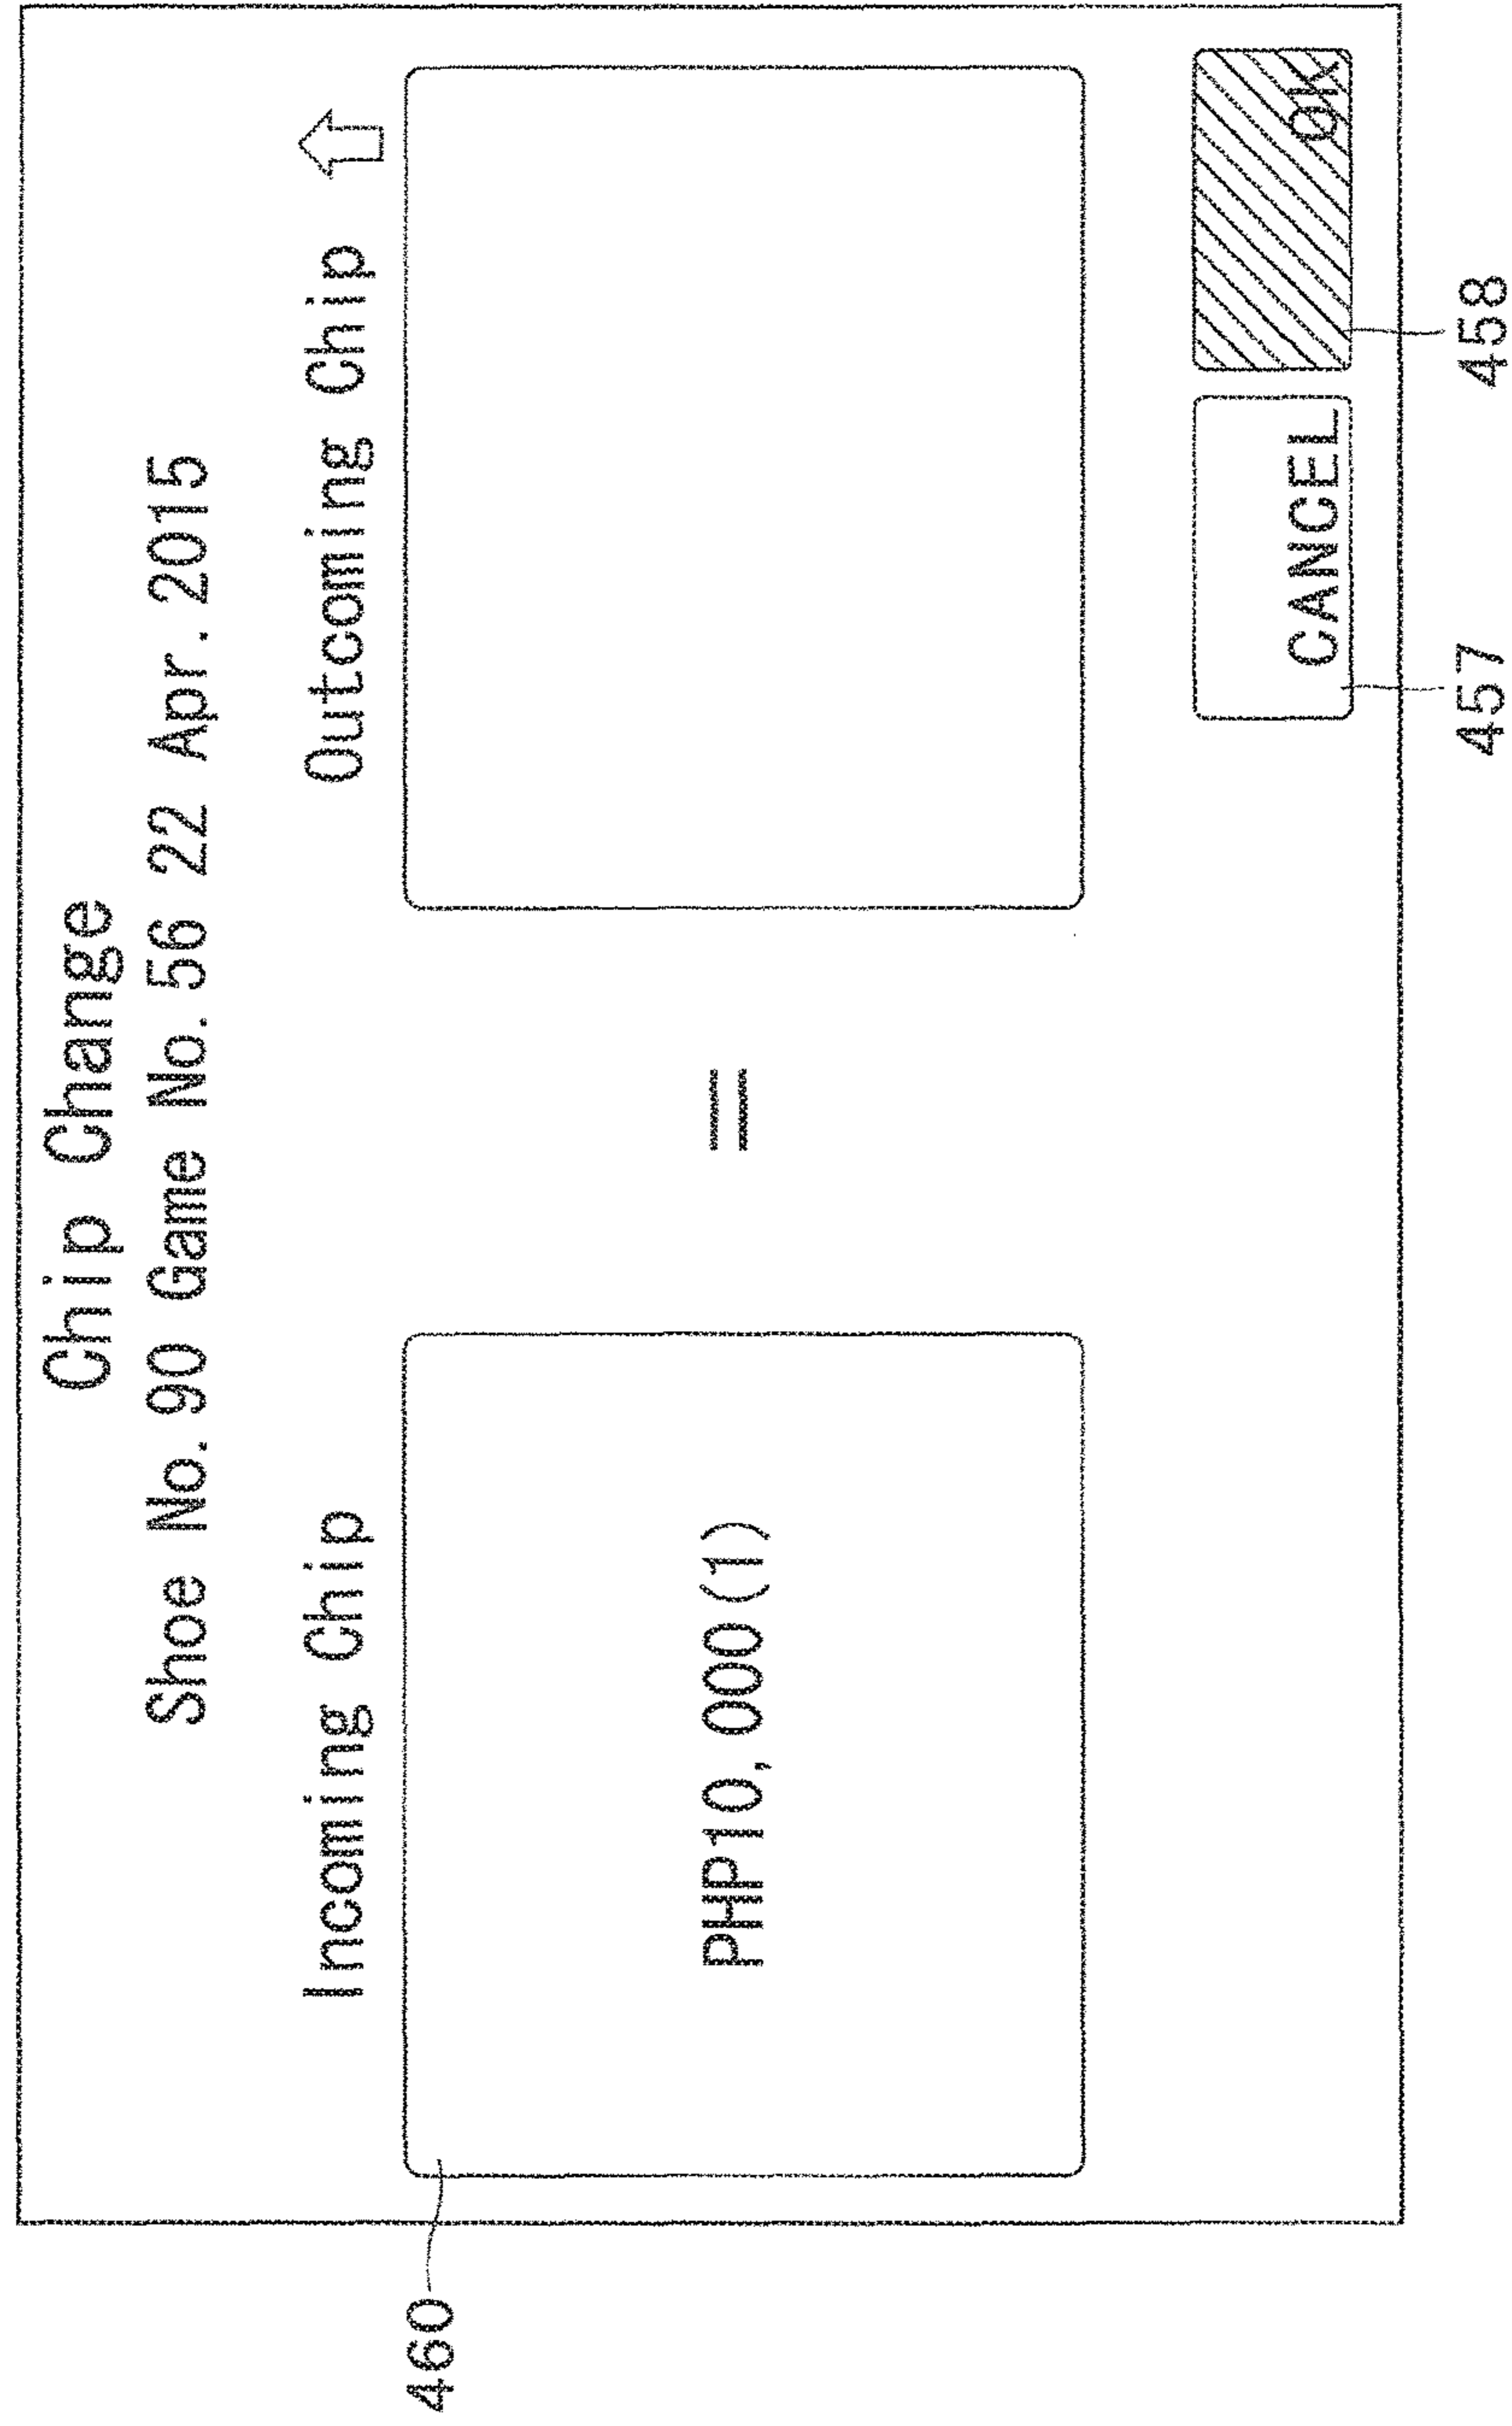 Chip Change
Shoe No. 90 Game No. 56 22 Apr. 2015
Incoming Chip
Outcoming Chip
460
PHP10, 000 (1)
=
CANCEL
OK
457
458